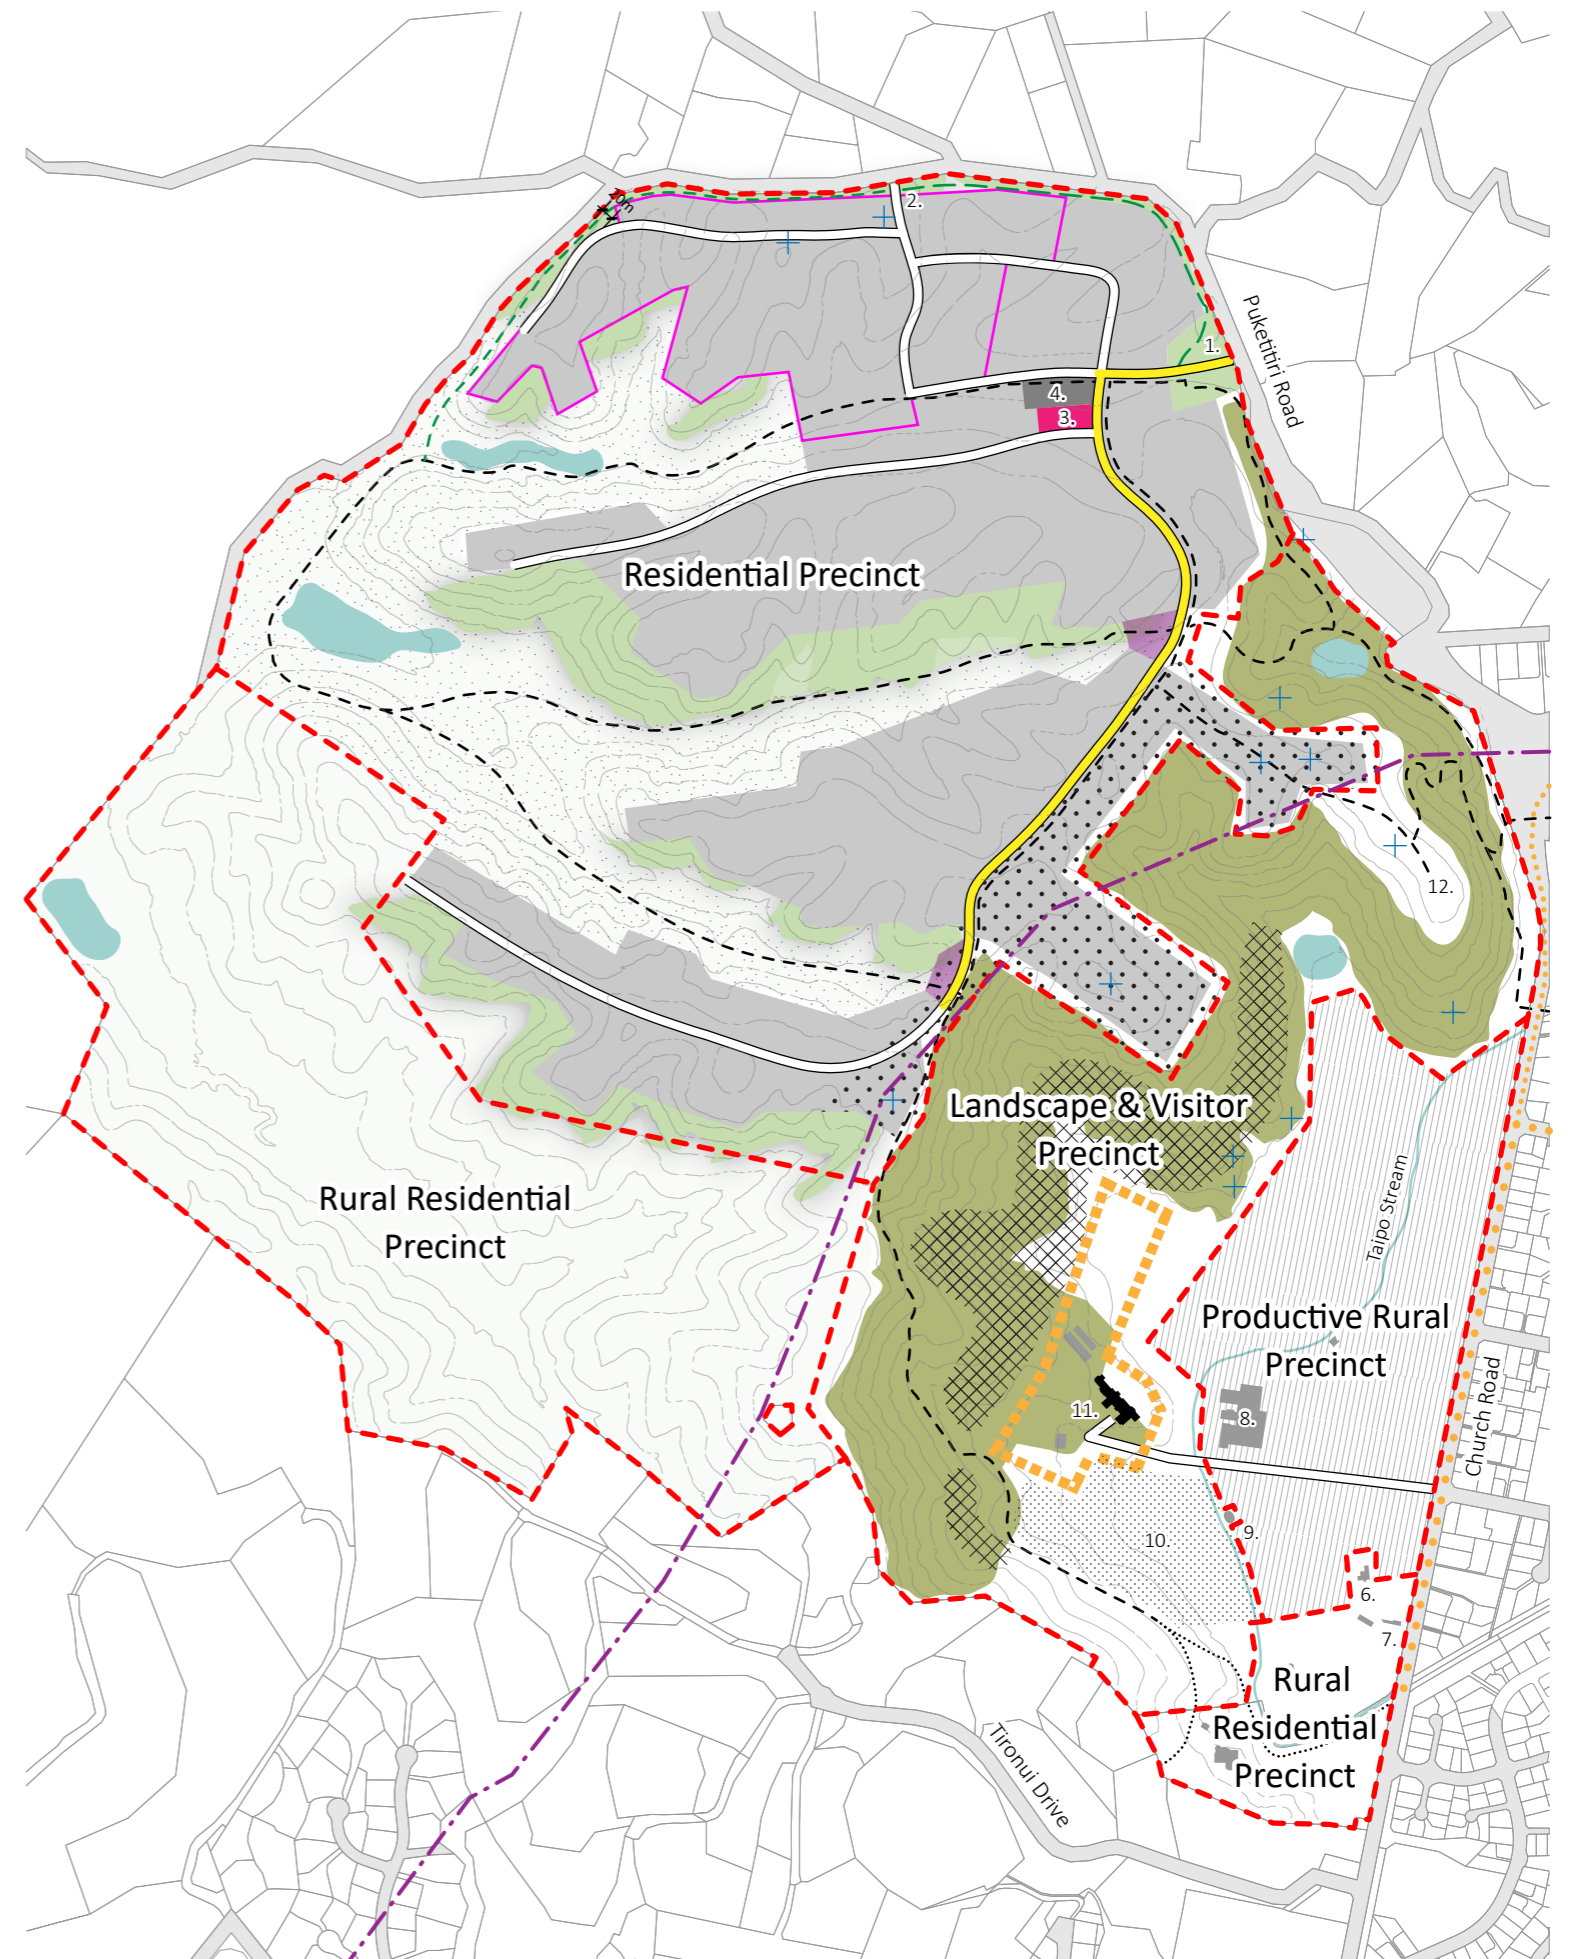 10m
2.
Puketitiri Road
1.
4.
3.
Residential Precinct
12.
Landscape & Visitor
Precinct
Rural Residential
Precinct
Taipo Stream
Productive Rural
Precinct
Church Road
11.
8.
9.
10.
6.
7.
Rural
Residential
Precinct
Tironui Drive